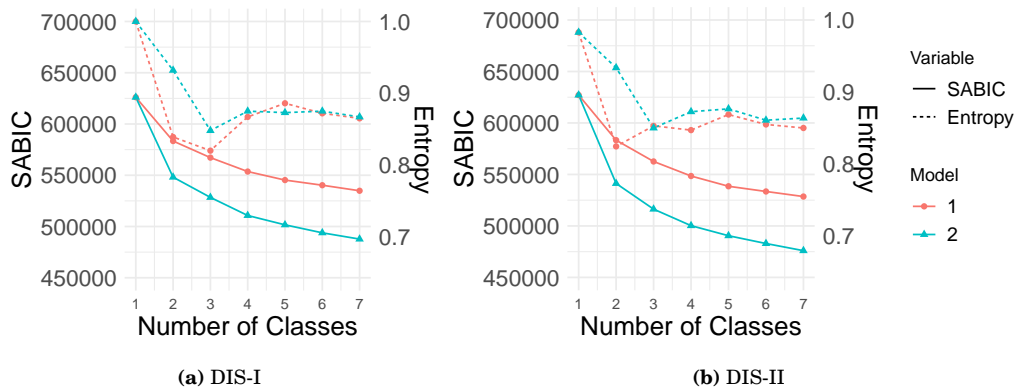 700000
650000
600000
550000
500000
450000
SABIC
1.0
0.9
0.8
0.7
Entropy
1 2 3 4 5 6 7
Number of Classes
(a) DIS-I
700000
650000
600000
550000
500000
450000
SABIC
1.0
0.9
0.8
0.7
Entropy
1 2 3 4 5 6 7
Number of Classes
(b) DIS-II
Variable
SABIC
Entropy
Model
1
2